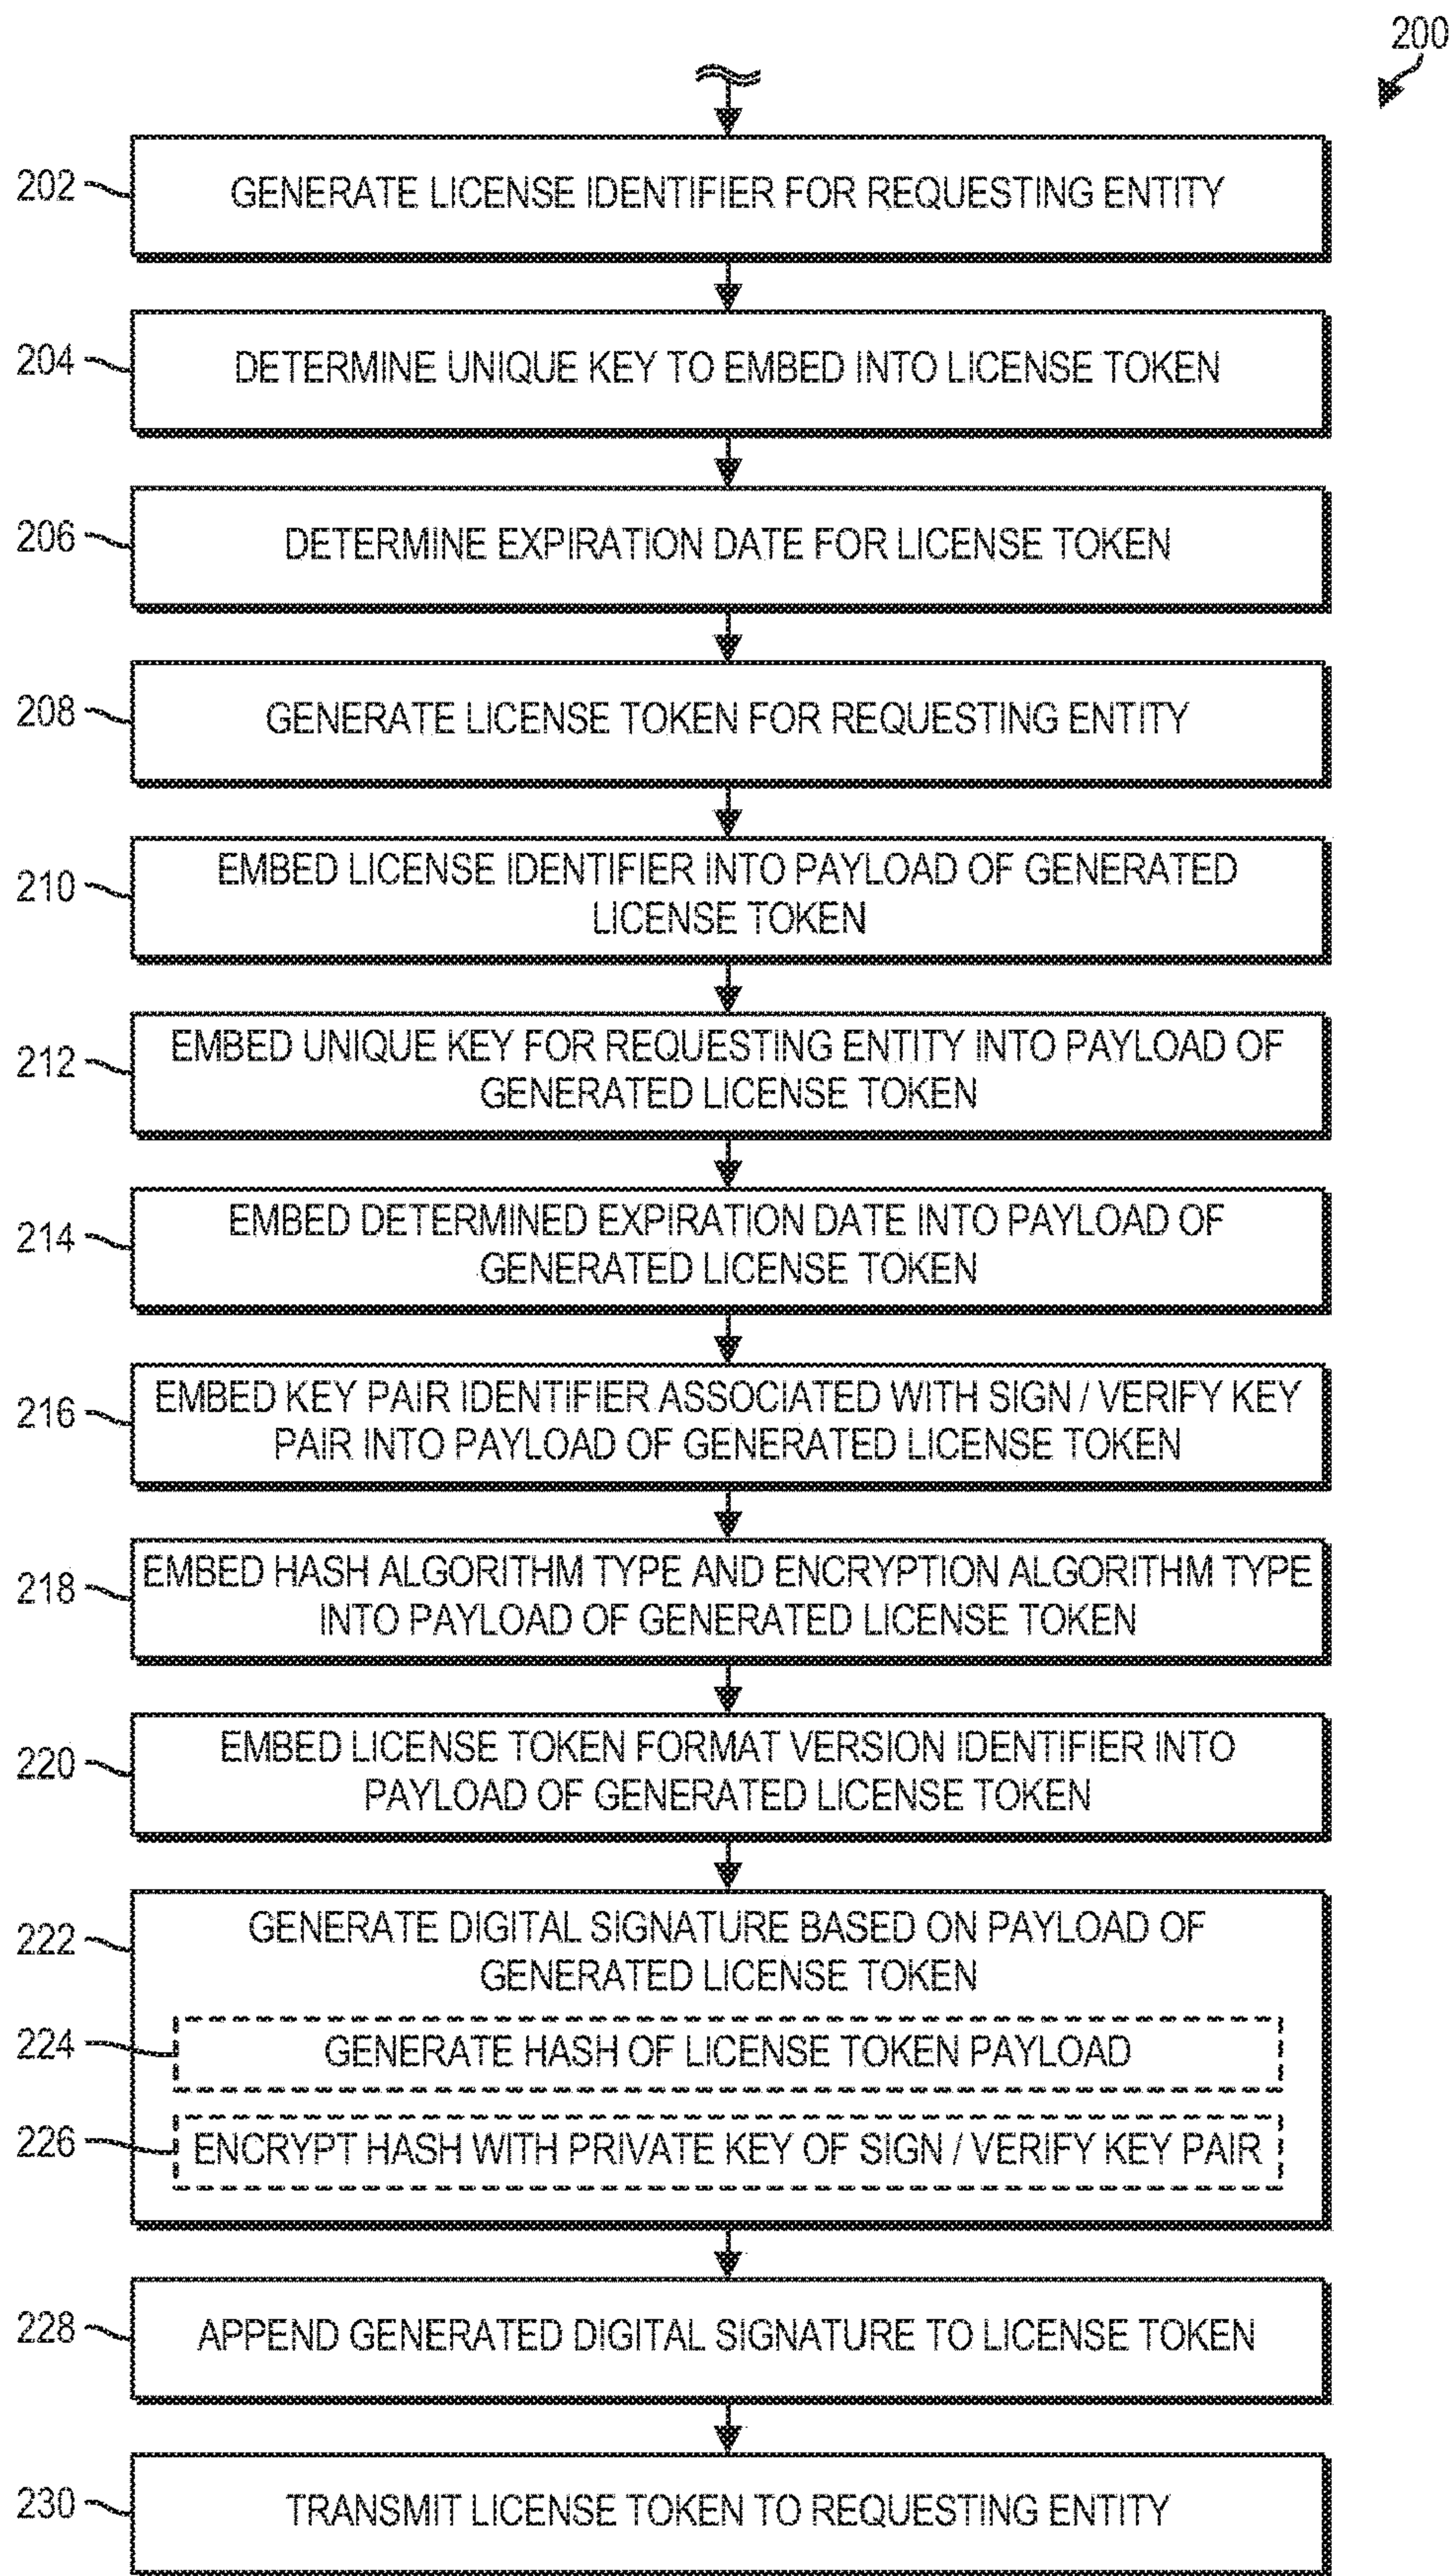 200
202
GENERATE LICENSE IDENTIFIER FOR REQUESTING ENTITY
204
DETERMINE UNIQUE KEY TO EMBED INTO LICENSE TOKEN
206
DETERMINE EXPIRATION DATE FOR LICENSE TOKEN
208
GENERATE LICENSE TOKEN FOR REQUESTING ENTITY
210
EMBED LICENSE IDENTIFIER INTO PAYLOAD OF GENERATED
LICENSE TOKEN
212
EMBED UNIQUE KEY FOR REQUESTING ENTITY INTO PAYLOAD OF
GENERATED LICENSE TOKEN
214
EMBED DETERMINED EXPIRATION DATE INTO PAYLOAD OF
GENERATED LICENSE TOKEN
216
EMBED KEY PAIR IDENTIFIER ASSOCIATED WITH SIGN / VERIFY KEY
PAIR INTO PAYLOAD OF GENERATED LICENSE TOKEN
218
EMBED HASH ALGORITHM TYPE AND ENCRYPTION ALGORITHM TYPE
INTO PAYLOAD OF GENERATED LICENSE TOKEN
220
EMBED LICENSE TOKEN FORMAT VERSION IDENTIFIER INTO
PAYLOAD OF GENERATED LICENSE TOKEN
222
GENERATE DIGITAL SIGNATURE BASED ON PAYLOAD OF
GENERATED LICENSE TOKEN
224
GENERATE HASH OF LICENSE TOKEN PAYLOAD
226
ENCRYPT HASH WITH PRIVATE KEY OF SIGN / VERIFY KEY PAIR
228
APPEND GENERATED DIGITAL SIGNATURE TO LICENSE TOKEN
230
TRANSMIT LICENSE TOKEN TO REQUESTING ENTITY